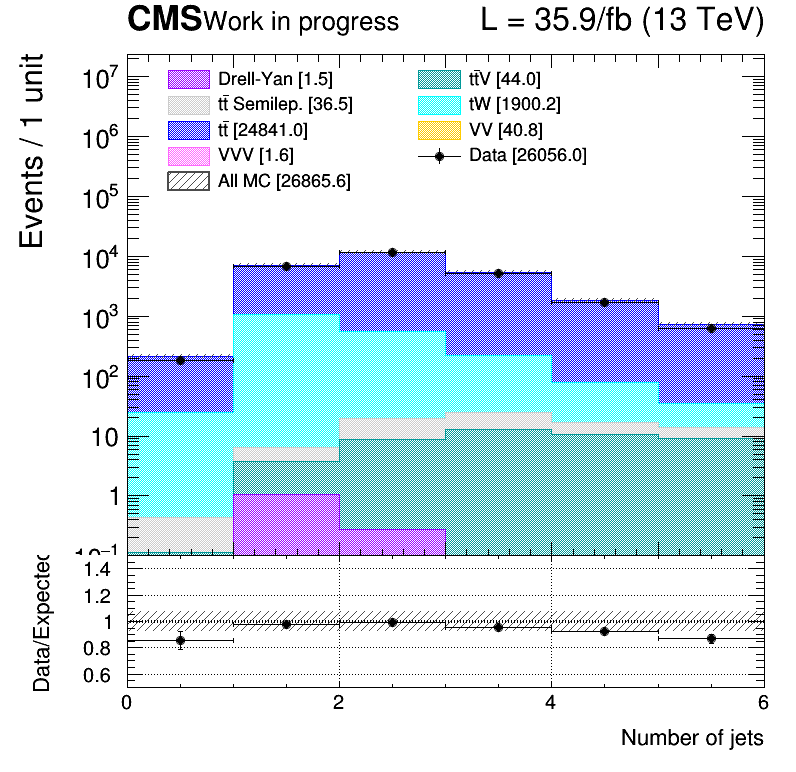 CMS Work in progress L = 35.9/fb (13 TeV)
Events / 1 unit
10⁷
10⁶
10⁵
10⁴
10³
10²
10
1
10⁻¹
Drell-Yan [1.5]
tt̄ Semilep. [36.5]
tt̄ [24841.0]
VVV [1.6]
All MC [26865.6]
tt̄V [44.0]
tW [1900.2]
VV [40.8]
Data [26056.0]
Data/Expected
1.4
1.2
1
0.8
0.6
0 2 4 6
Number of jets